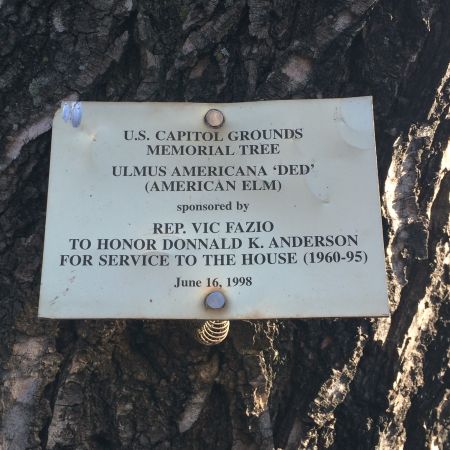 U.S. CAPITOL GROUNDS
MEMORIAL TREE
ULMUS AMERICANA 'DED'
(AMERICAN ELM)
sponsored by
REP. VIC FAZIO
TO HONOR DONNALD K. ANDERSON
FOR SERVICE TO THE HOUSE (1960-95)
June 16, 1998